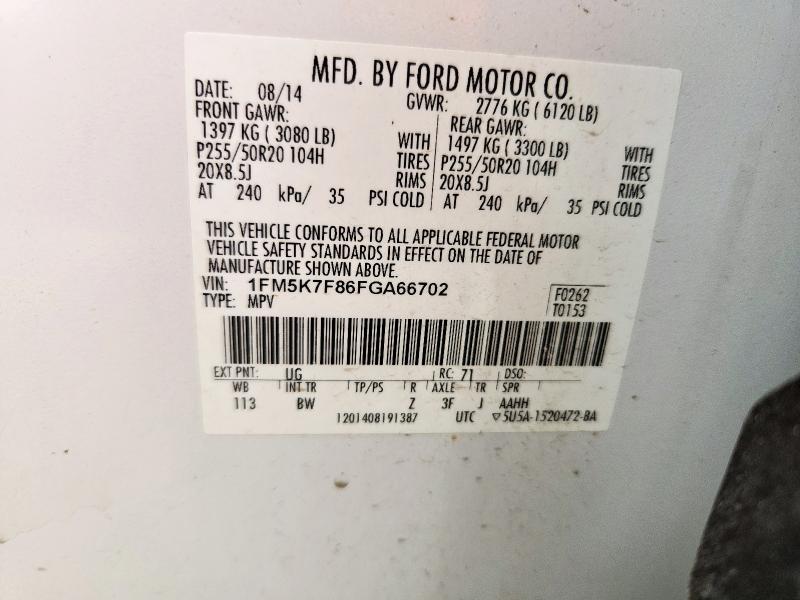 MFD. BY FORD MOTOR CO.
DATE: 08/14 GVWR: 2776 KG ( 6120 LB)
FRONT GAWR: REAR GAWR:
1397 KG ( 3080 LB) WITH 1497 KG ( 3300 LB) WITH
P255/50R20 104H TIRES P255/50R20 104H TIRES
20X8.5J RIMS 20X8.5J RIMS
AT 240 kPa/ 35 PSI COLD AT 240 kPa/ 35 PSI COLD
THIS VEHICLE CONFORMS TO ALL APPLICABLE FEDERAL MOTOR
VEHICLE SAFETY STANDARDS IN EFFECT ON THE DATE OF
MANUFACTURE SHOWN ABOVE.
VIN: 1FM5K7F86FGA66702 F0262
TYPE: MPV T0153
EXT PNT: UG RC: 71 DSO:
WB INT TR TP/PS R AXLE TR SPR
113 BW Z 3F J AAHH
1201408191387 UTC ▽5U5A-1520472-BA